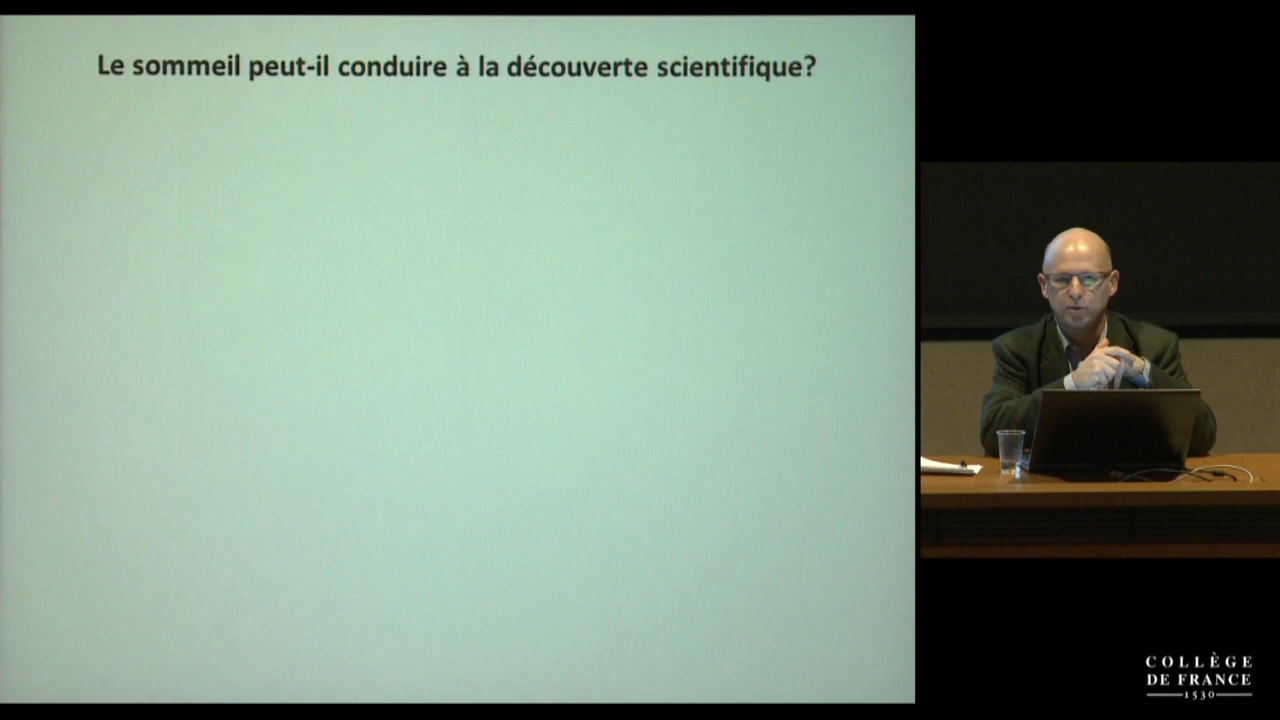 Le sommeil peut-il conduire à la découverte scientifique?
COLLÈGE
DE FRANCE
1530